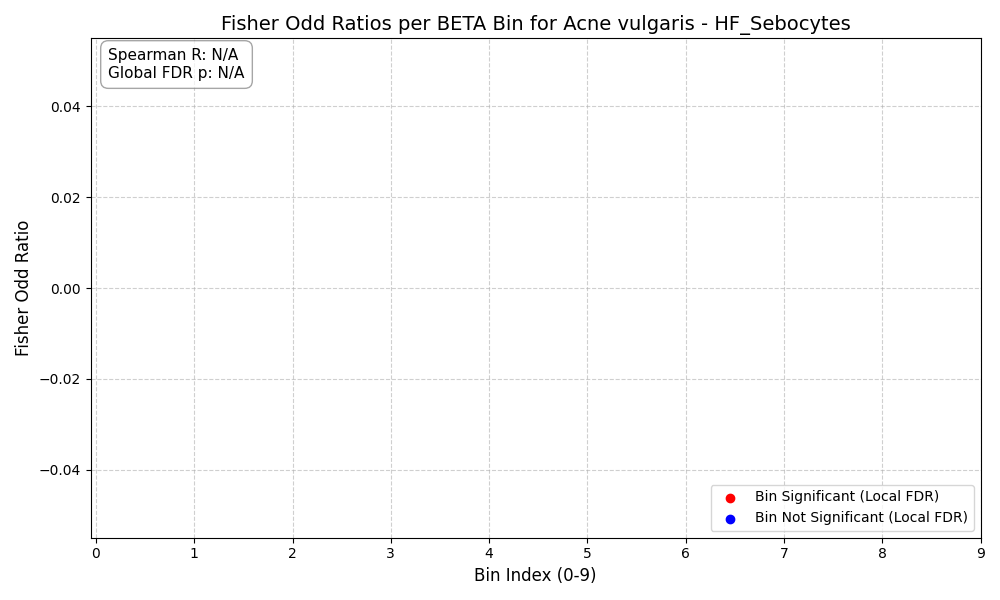 Fisher Odd Ratios per BETA Bin for Acne vulgaris - HF_Sebocytes
Spearman R: N/A
Global FDR p: N/A
0.04
0.02
0.00
−0.02
−0.04
Fisher Odd Ratio
Bin Significant (Local FDR)
Bin Not Significant (Local FDR)
0 1 2 3 4 5 6 7 8 9
Bin Index (0-9)